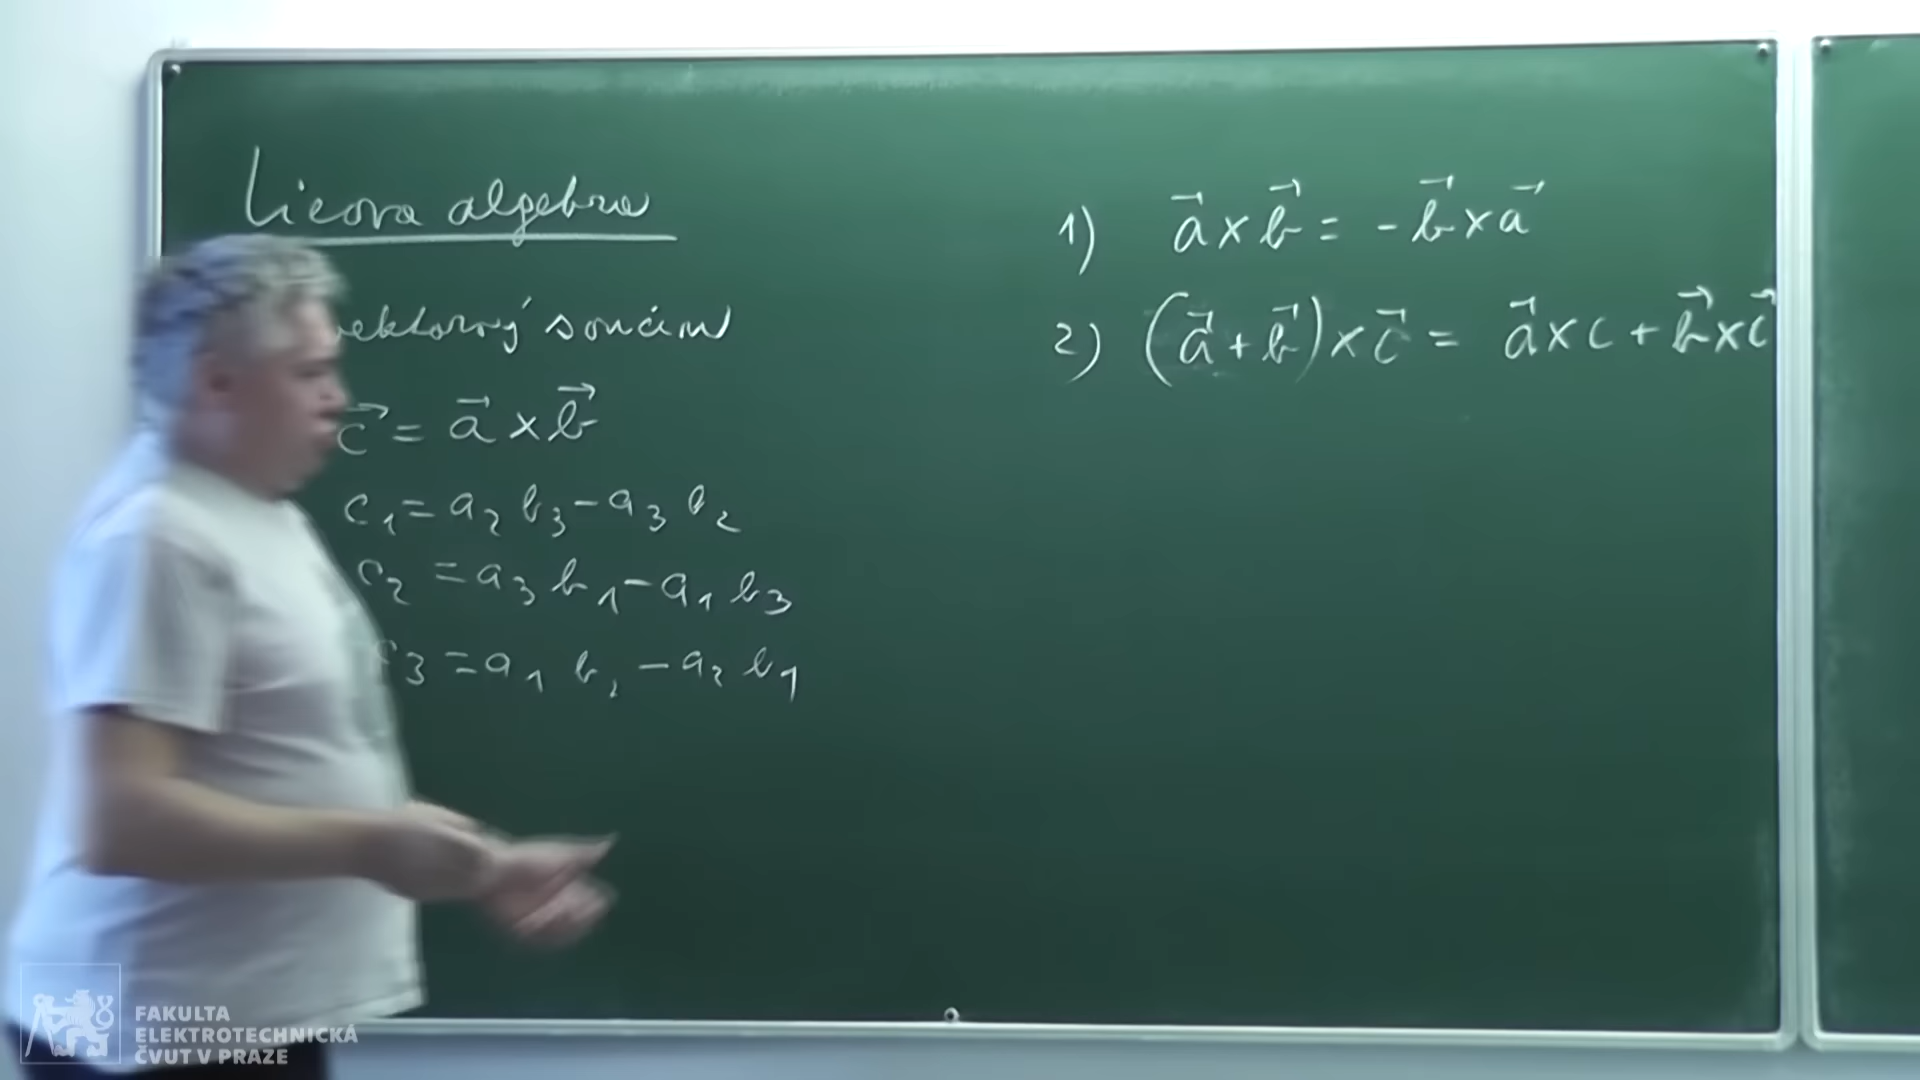 Lieova algebra
vektorový součin
c⃗ = a⃗ × b⃗
c₁ = a₂ b₃ − a₃ b₂
c₂ = a₃ b₁ − a₁ b₃
c₃ = a₁ b₂ − a₂ b₁
1) a⃗ × b⃗ = - b⃗ × a⃗
2) (a⃗ + b⃗) × c⃗ = a⃗ × c + b⃗ × c⃗
FAKULTA
ELEKTROTECHNICKÁ
ČVUT V PRAZE